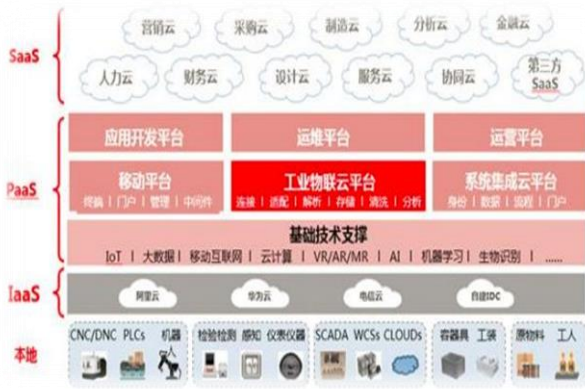 SaaS
营销云 采购云 制造云 分析云 金融云
人力云 财务云 设计云 服务云 协同云 第三方 SaaS
PaaS
应用开发平台 运维平台 运营平台
移动平台 工业物联云平台 系统集成云平台
终端 | 门户 | 管理 | 中间件 连接 | 适配 | 解析 | 存储 | 清洗 | 分析 身份 | 数据 | 流程 | 门户
基础技术支撑
IoT | 大数据 | 移动互联网 | 云计算 | VR/AR/MR | AI | 机器学习 | 生物识别 | ......
IaaS
阿里云 华为云 电信云 自建IDC
本地
CNC/DNC PLCs 机器 检验检测 感知 仪表仪器 SCADA WCSs CLOUDs 容器具 工装 原物料 工人